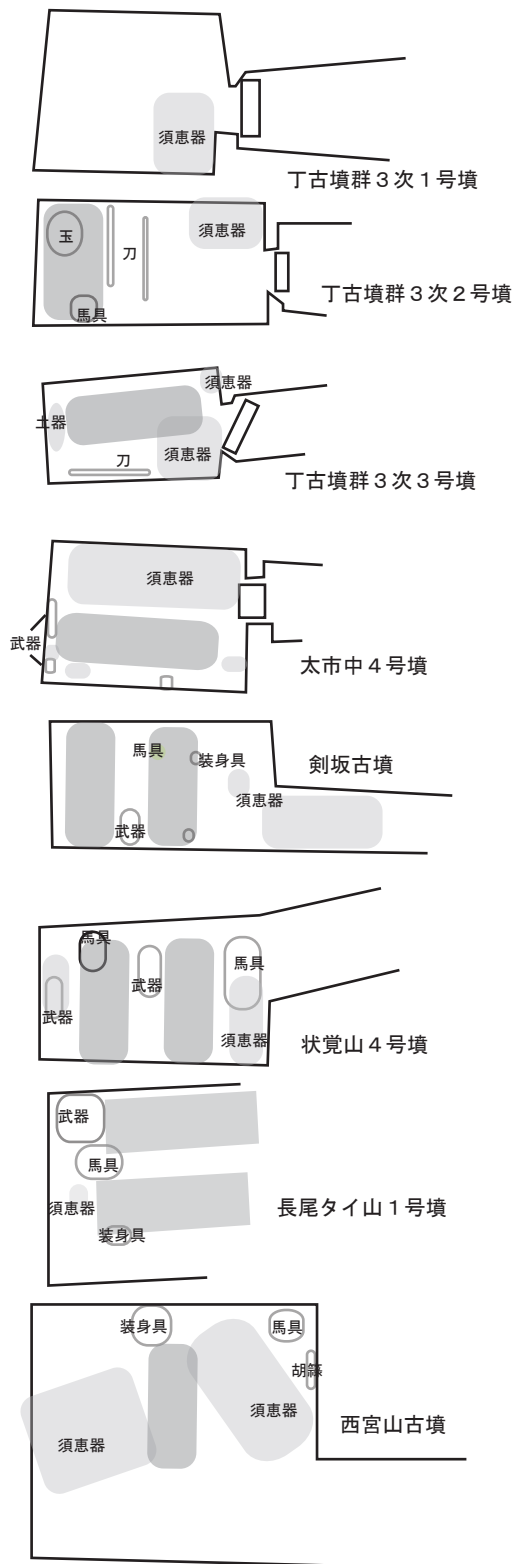 須恵器
丁古墳群３次１号墳
玉
須恵器
刀
馬具
丁古墳群３次２号墳
須恵器
土器
須恵器
刀
丁古墳群３次３号墳
須恵器
武器
太市中４号墳
馬具
装身具
剣坂古墳
須恵器
武器
馬具
馬具
武器
武器
須恵器
状覚山４号墳
武器
馬具
須恵器
長尾タイ山１号墳
装身具
装身具
馬具
胡簶
須恵器
西宮山古墳
須恵器